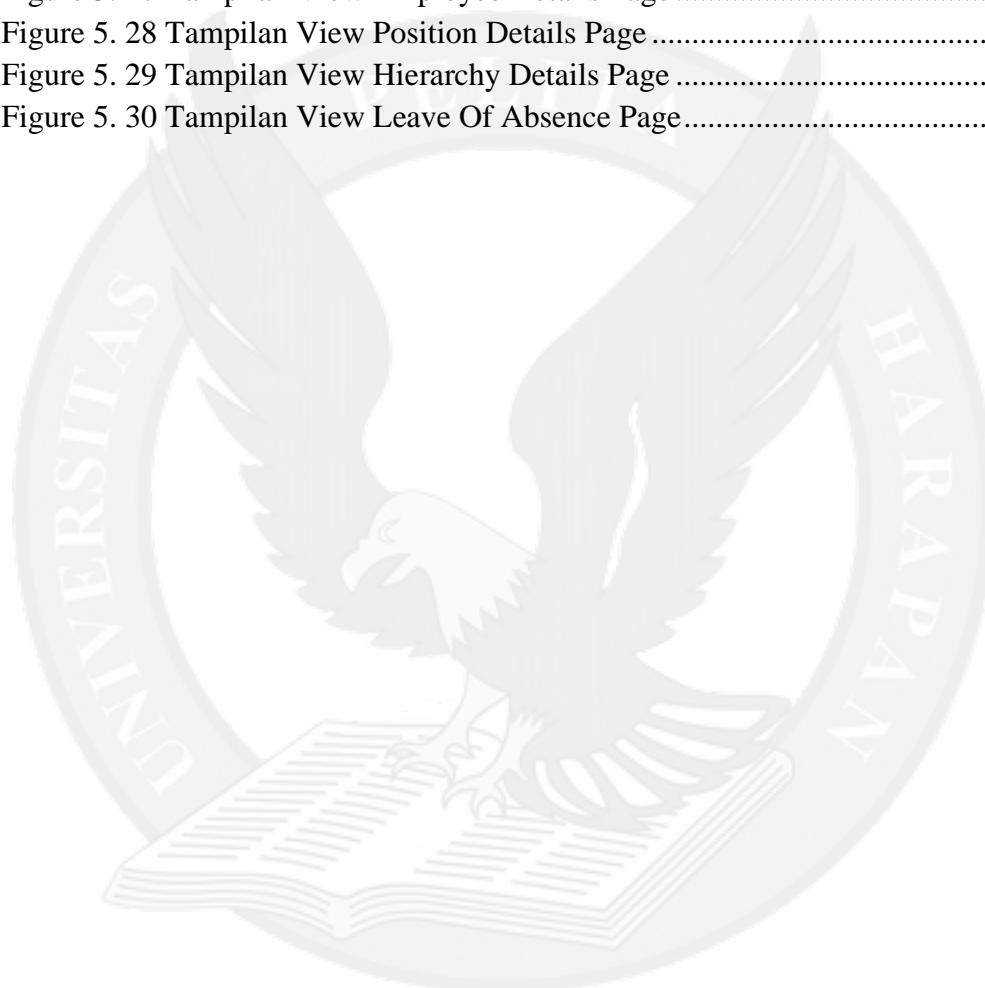 Figure 5. 28 Tampilan View Position Details Page.....................................
Figure 5. 29 Tampilan View Hierarchy Details Page ..................................
Figure 5. 30 Tampilan View Leave Of Absence Page..................................
UNIVERSITAS PELITA HARAPAN